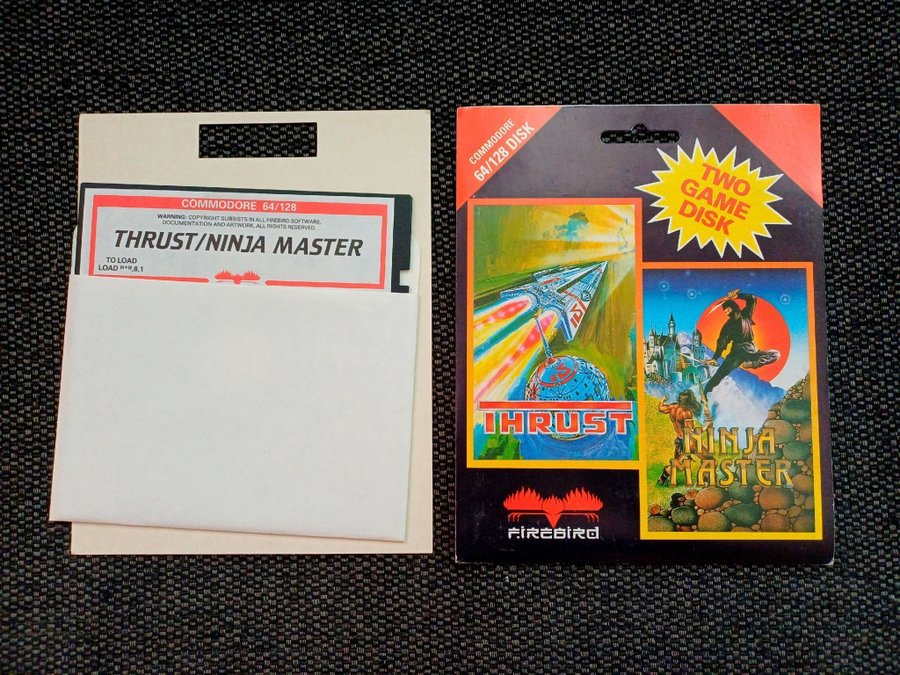 COMMODORE 64/128
WARNING: COPYRIGHT SUBSISTS IN ALL FIREBIRD SOFTWARE,
DOCUMENTATION AND ARTWORK, ALL RIGHTS RESERVED.
THRUST/NINJA MASTER
TO LOAD
LOAD "*",8,1
COMMODORE
64/128 DISK
TWO
GAME
DISK
THRUST
NINJA
MASTER
FIREBIRD